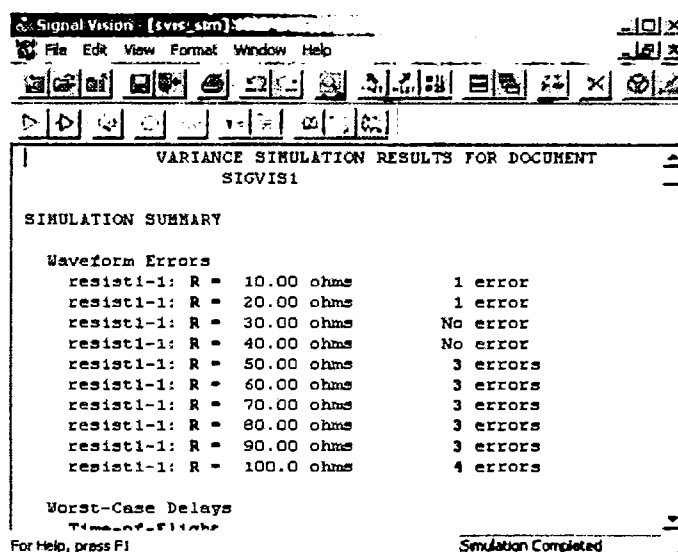 Signal Vision - [svis_sim]
File Edit View Format Window Help
VARIANCE SIMULATION RESULTS FOR DOCUMENT
SIGVIS1
SIMULATION SUMMARY
Waveform Errors
resist1-1: R = 10.00 ohms 1 error
resist1-1: R = 20.00 ohms 1 error
resist1-1: R = 30.00 ohms No error
resist1-1: R = 40.00 ohms No error
resist1-1: R = 50.00 ohms 3 errors
resist1-1: R = 60.00 ohms 3 errors
resist1-1: R = 70.00 ohms 3 errors
resist1-1: R = 80.00 ohms 3 errors
resist1-1: R = 90.00 ohms 3 errors
resist1-1: R = 100.0 ohms 4 errors
Worst-Case Delays
Time-of-Flight
For Help, press F1 Simulation Completed